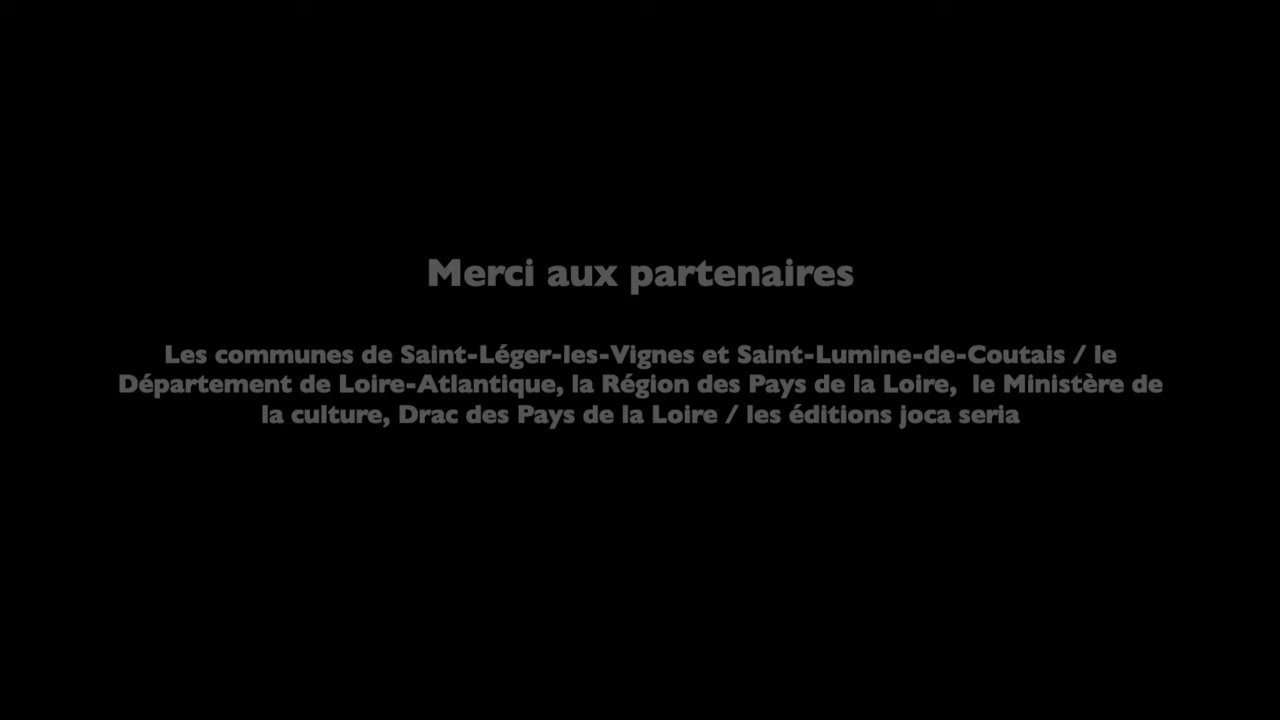 Merci aux partenaires
Les communes de Saint-Léger-les-Vignes et Saint-Lumine-de-Coutais / le
Département de Loire-Atlantique, la Région des Pays de la Loire,  le Ministère de
la culture, Drac des Pays de la Loire / les éditions joca seria